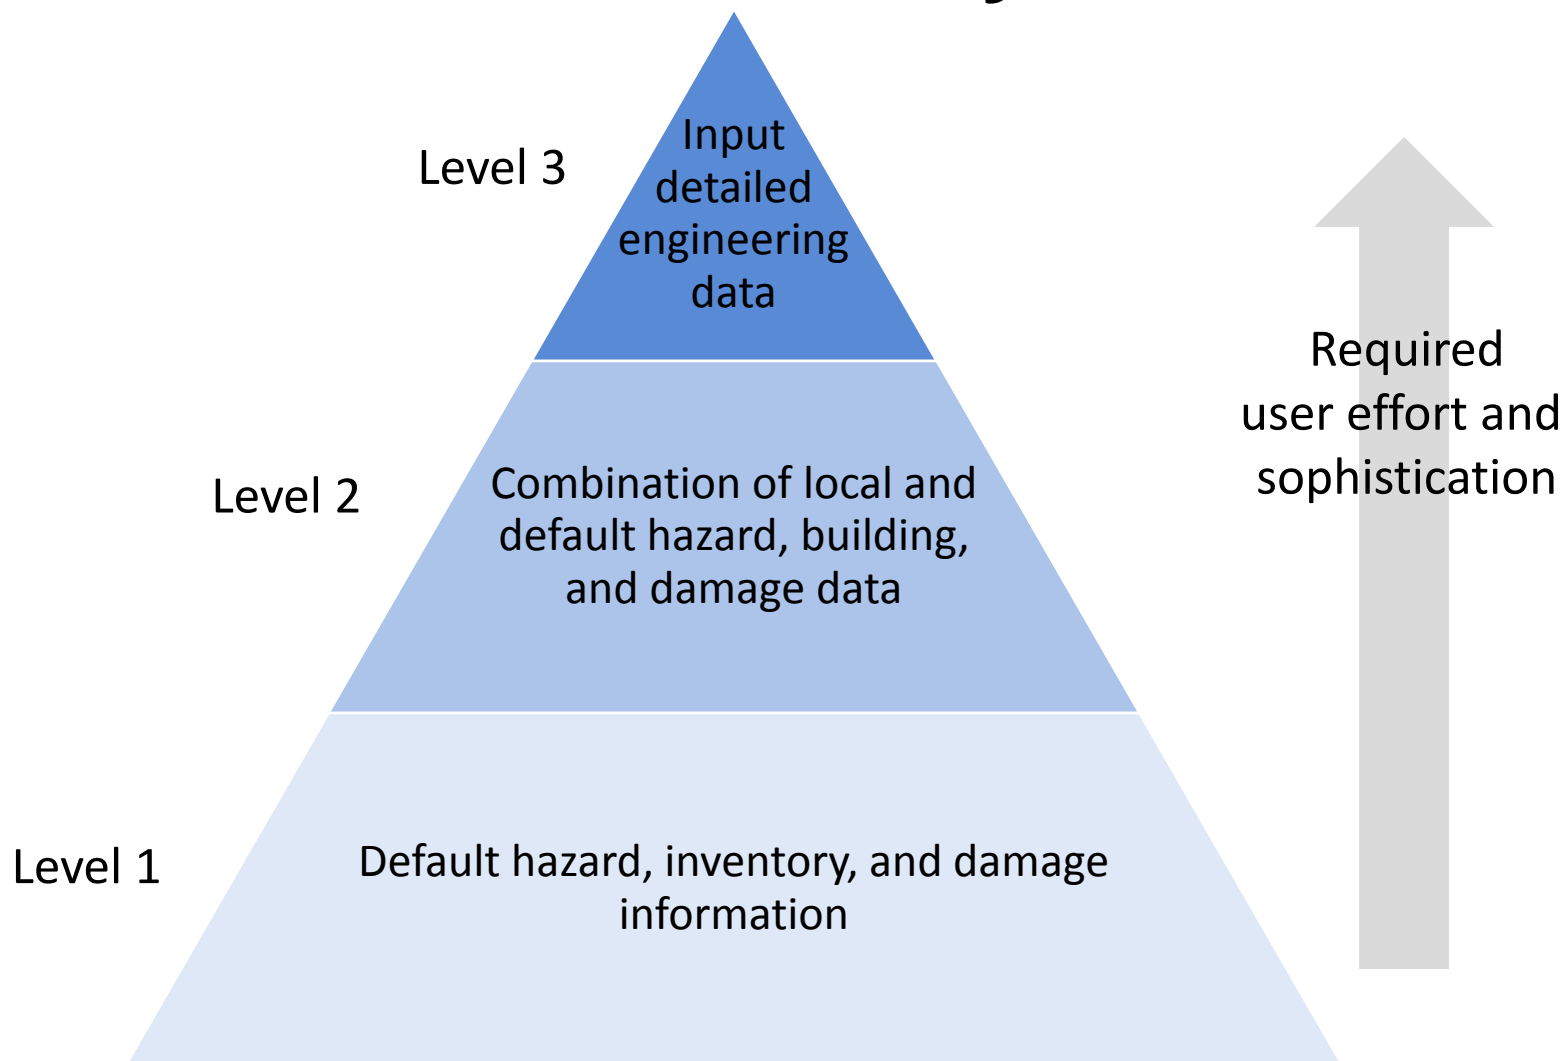 Level 3
Input
detailed
engineering
data
Required
user effort and
sophistication
Level 2
Combination of local and
default hazard, building,
and damage data
Level 1
Default hazard, inventory, and damage
information